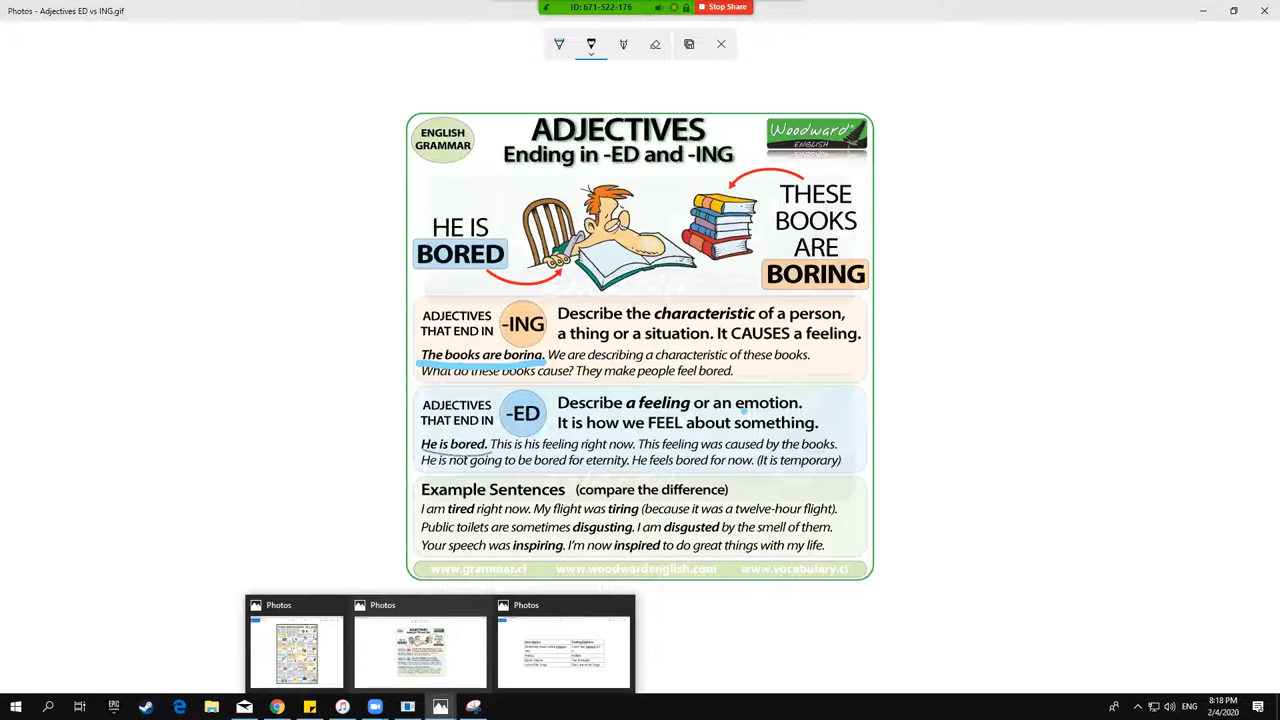 Photos - Adjectives ED vs ING.gif
ID: 671-522-176
Stop Share
ENGLISH
GRAMMAR
ADJECTIVES
Ending in -ED and -ING
Woodward
ENGLISH
HE IS
BORED
THESE
BOOKS
ARE
BORING
ADJECTIVES
THAT END IN
-ING
Describe the characteristic of a person,
a thing or a situation. It CAUSES a feeling.
The books are boring. We are describing a characteristic of these books.
What do these books cause? They make people feel bored.
ADJECTIVES
THAT END IN
-ED
Describe a feeling or an emotion.
It is how we FEEL about something.
He is bored. This is his feeling right now. This feeling was caused by the books.
He is not going to be bored for eternity. He feels bored for now. (It is temporary)
Example Sentences (compare the difference)
I am tired right now. My flight was tiring (because it was a twelve-hour flight).
Public toilets are sometimes disgusting. I am disgusted by the smell of them.
Your speech was inspiring. I'm now inspired to do great things with my life.
www.grammar.cl www.woodwardenglish.com www.vocabulary.cl
Photos
Photos
Photos
EPIC
ENG
8:18 PM
2/4/2020